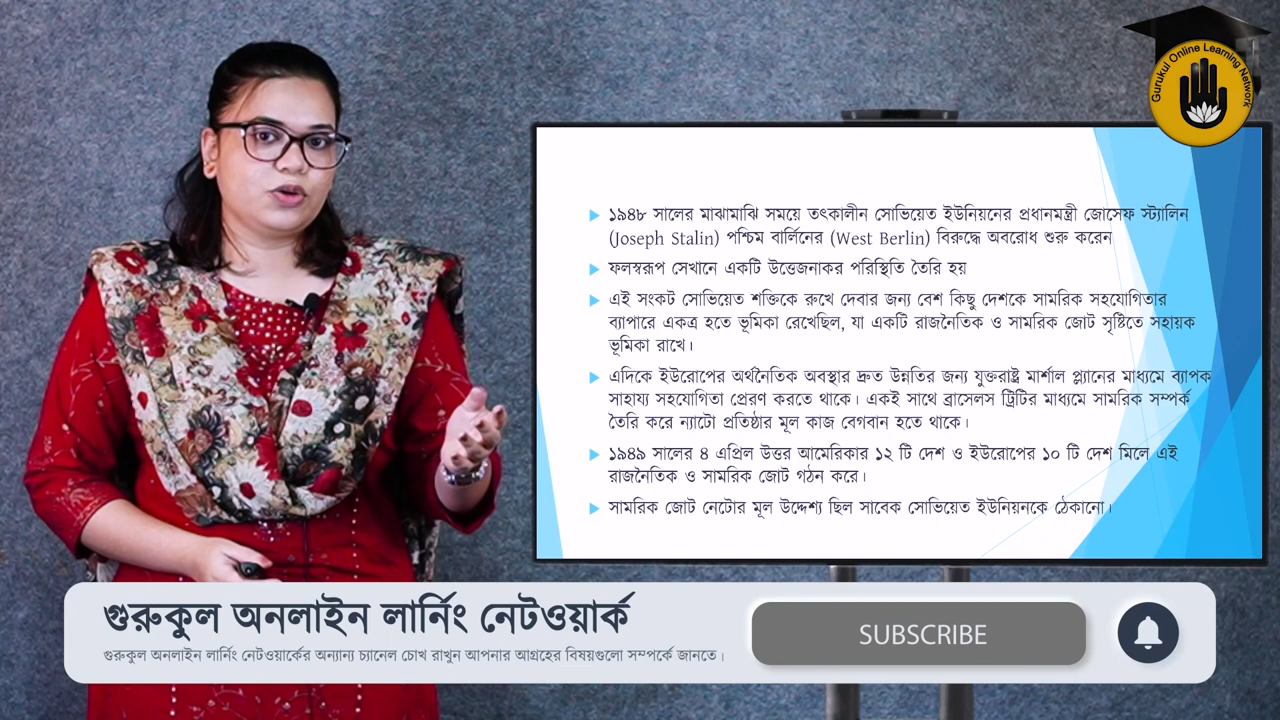 Gurukul Online Learning Network
১৯৪৮ সালের মাঝামাঝি সময়ে তৎকালীন সোভিয়েত ইউনিয়নের প্রধানমন্ত্রী জোসেফ স্ট্যালিন
(Joseph Stalin) পশ্চিম বার্লিনের (West Berlin) বিরুদ্ধে অবরোধ শুরু করেন
ফলস্বরূপ সেখানে একটি উত্তেজনাকর পরিস্থিতি তৈরি হয়
এই সংকট সোভিয়েত শক্তিকে রুখে দেবার জন্য বেশ কিছু দেশকে সামরিক সহযোগিতার
ব্যাপারে একত্র হতে ভূমিকা রেখেছিল, যা একটি রাজনৈতিক ও সামরিক জোট সৃষ্টিতে সহায়ক
ভূমিকা রাখে।
এদিকে ইউরোপের অর্থনৈতিক অবস্থার দ্রুত উন্নতির জন্য যুক্তরাষ্ট্র মার্শাল প্ল্যানের মাধ্যমে ব্যাপক
সাহায্য সহযোগিতা প্রেরণ করতে থাকে। একই সাথে ব্রাসেলস ট্রিটির মাধ্যমে সামরিক সম্পর্ক
তৈরি করে ন্যাটো প্রতিষ্ঠার মূল কাজ বেগবান হতে থাকে।
১৯৪৯ সালের ৪ এপ্রিল উত্তর আমেরিকার ১২ টি দেশ ও ইউরোপের ১০ টি দেশ মিলে এই
রাজনৈতিক ও সামরিক জোট গঠন করে।
সামরিক জোট নেটোর মূল উদ্দেশ্য ছিল সাবেক সোভিয়েত ইউনিয়নকে ঠেকানো।
গুরুকুল অনলাইন লার্নিং নেটওয়ার্ক
গুরুকুল অনলাইন লার্নিং নেটওয়ার্কের অন্যান্য চ্যানেল চোখ রাখুন আপনার আগ্রহের বিষয়গুলো সম্পর্কে জানতে।
SUBSCRIBE